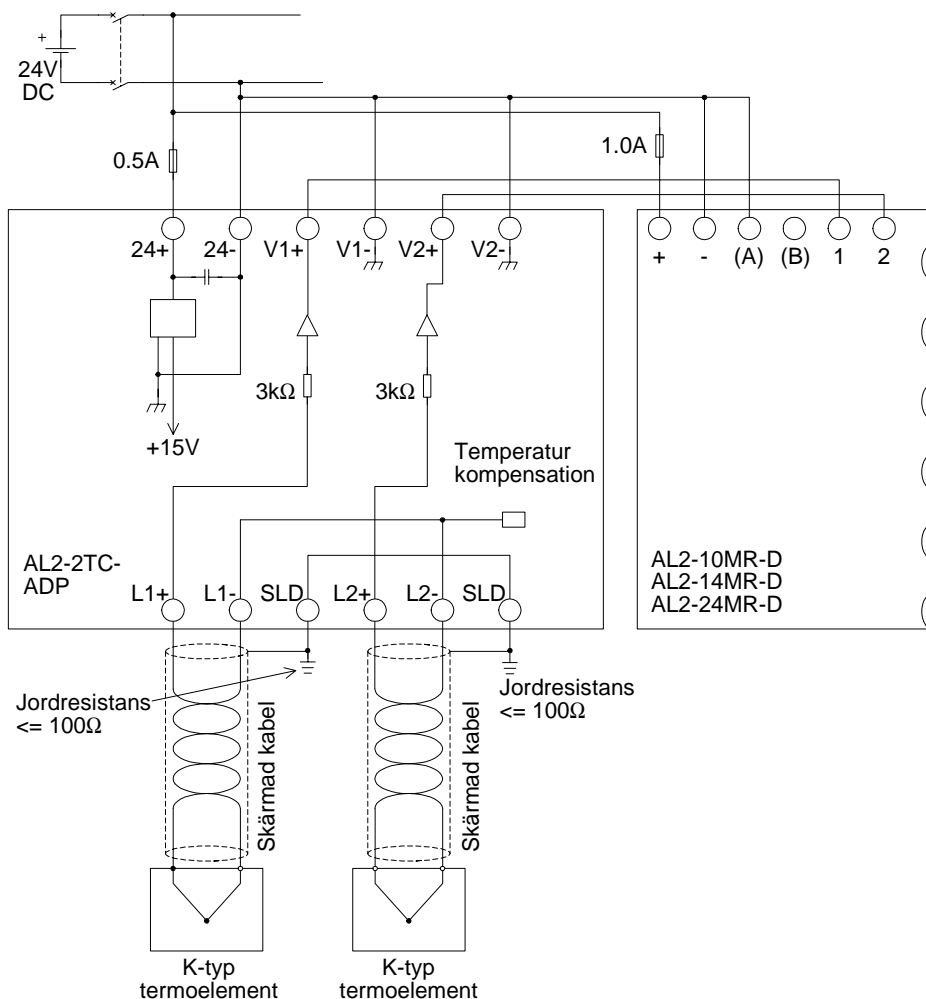 +
24V
DC
0.5A
1.0A
24+
24-
V1+
V1-
V2+
V2-
+
-
(A)
(B)
1
2
3kΩ
3kΩ
+15V
Temperatur
kompensation
AL2-2TC-
ADP
AL2-10MR-D
AL2-14MR-D
AL2-24MR-D
L1+
L1-
SLD
L2+
L2-
SLD
Jordresistans
<= 100Ω
Skärmad kabel
Jordresistans
<= 100Ω
Skärmad kabel
K-typ
termoelement
K-typ
termoelement